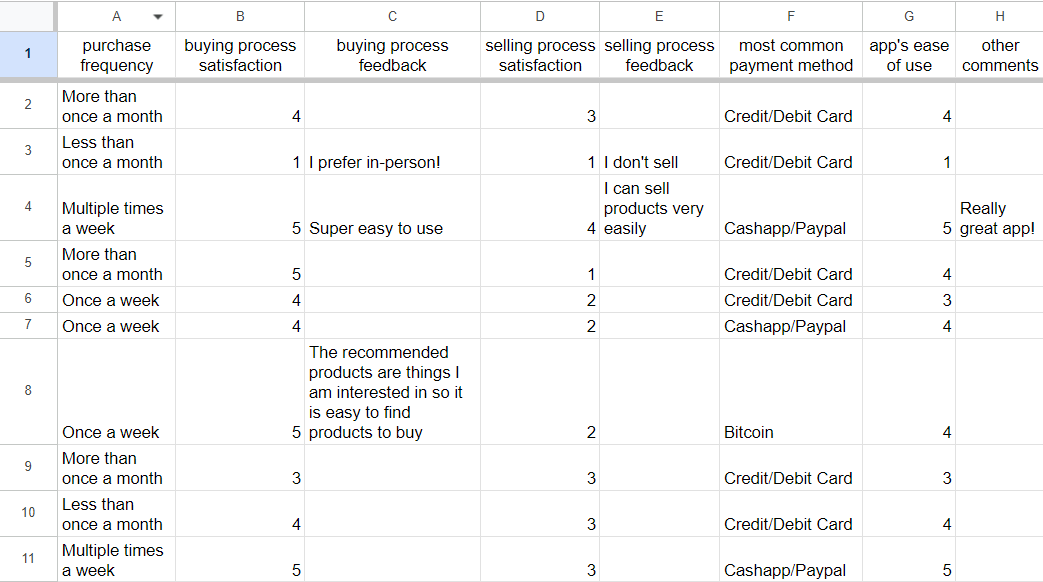 A B C D E F G H
1 purchase frequency buying process satisfaction buying process feedback selling process satisfaction selling process feedback most common payment method app's ease of use other comments
2 More than once a month 4 3 Credit/Debit Card 4
3 Less than once a month 1 I prefer in-person! 1 I don't sell Credit/Debit Card 1
4 Multiple times a week 5 Super easy to use 4 I can sell products very easily Cashapp/Paypal 5 Really great app!
5 More than once a month 5 1 Credit/Debit Card 4
6 Once a week 4 2 Credit/Debit Card 3
7 Once a week 4 2 Cashapp/Paypal 4
8 Once a week 5 The recommended products are things I am interested in so it is easy to find products to buy 2 Bitcoin 4
9 More than once a month 3 3 Credit/Debit Card 3
10 Less than once a month 4 3 Credit/Debit Card 4
11 Multiple times a week 5 3 Cashapp/Paypal 5